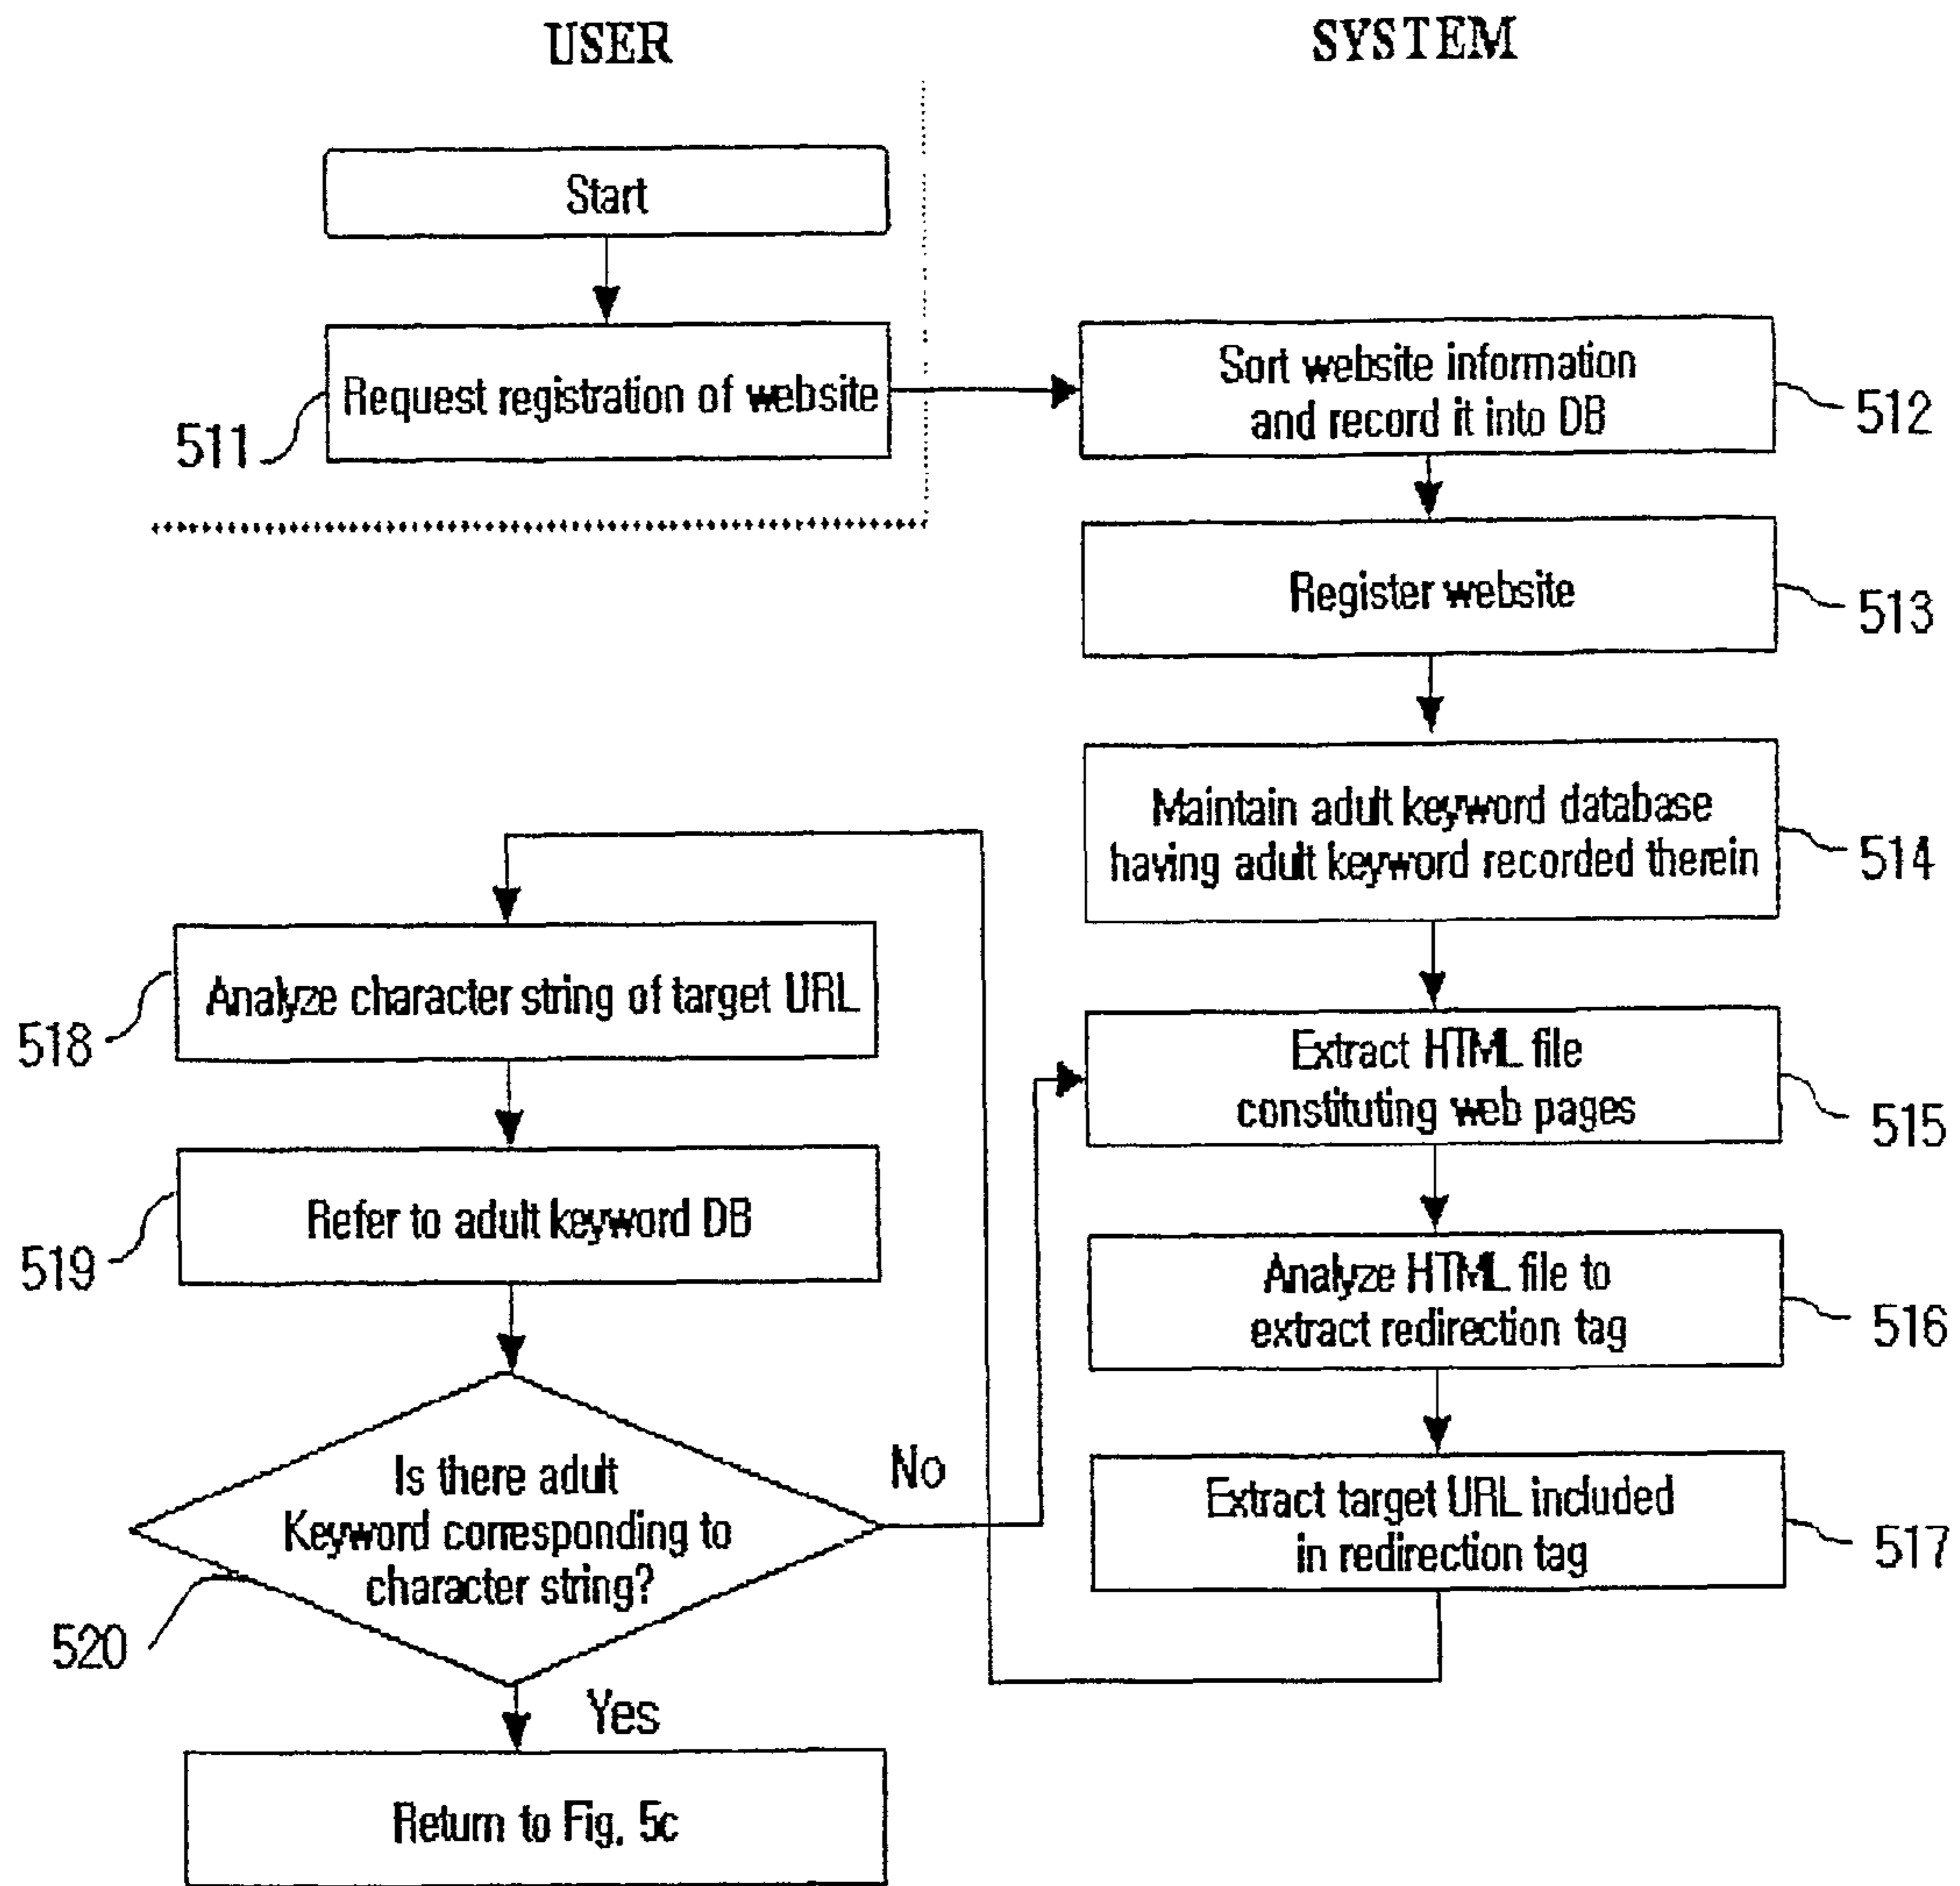 USER
SYSTEM
Start
Request registration of website
511
Sort website information
and record it into DB
512
Register website
513
Maintain adult keyword database
having adult keyword recorded therein
514
Extract HTML file
constituting web pages
515
Analyze HTML file to
extract redirection tag
516
Extract target URL included
in redirection tag
517
Analyze character string of target URL
518
Refer to adult keyword DB
519
Is there adult
Keyword corresponding to
character string?
520
No
Yes
Return to Fig. 5c